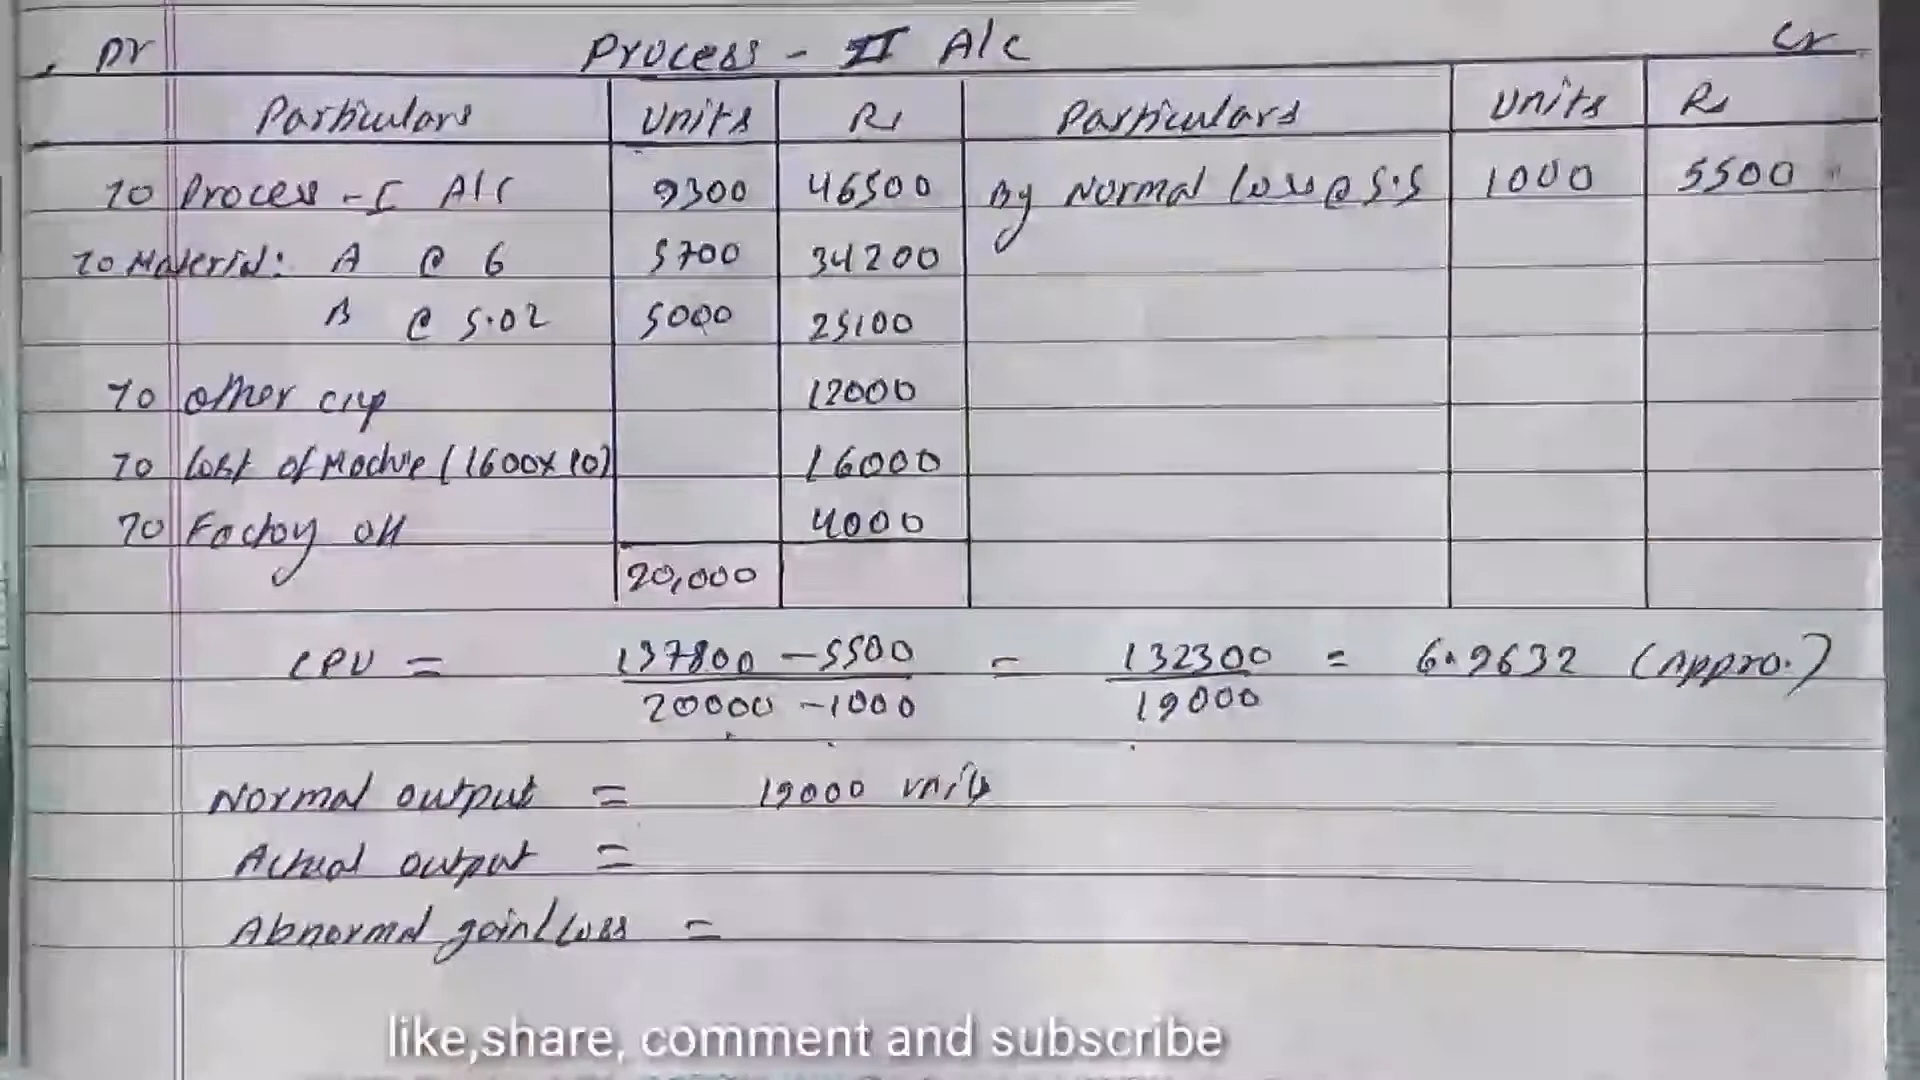 Dr Process - II A/c Cr
Particulars Units Rs Particulars Units Rs
To Process - I A/c 9300 46500 By Normal Loss @ 5.5 1000 5500
To Material: A @ 6 5700 34200
B @ 5.02 5000 25100
To other exp 12000
To Cost of Machine (1600x10) 16000
To Factory OH 4000
20,000
CPU = 137800 - 5500 = 132300 = 6.9632 (Appro.)
20000 - 1000 19000
Normal output = 19000 units
Actual output =
Abnormal gain/Loss =
like,share, comment and subscribe